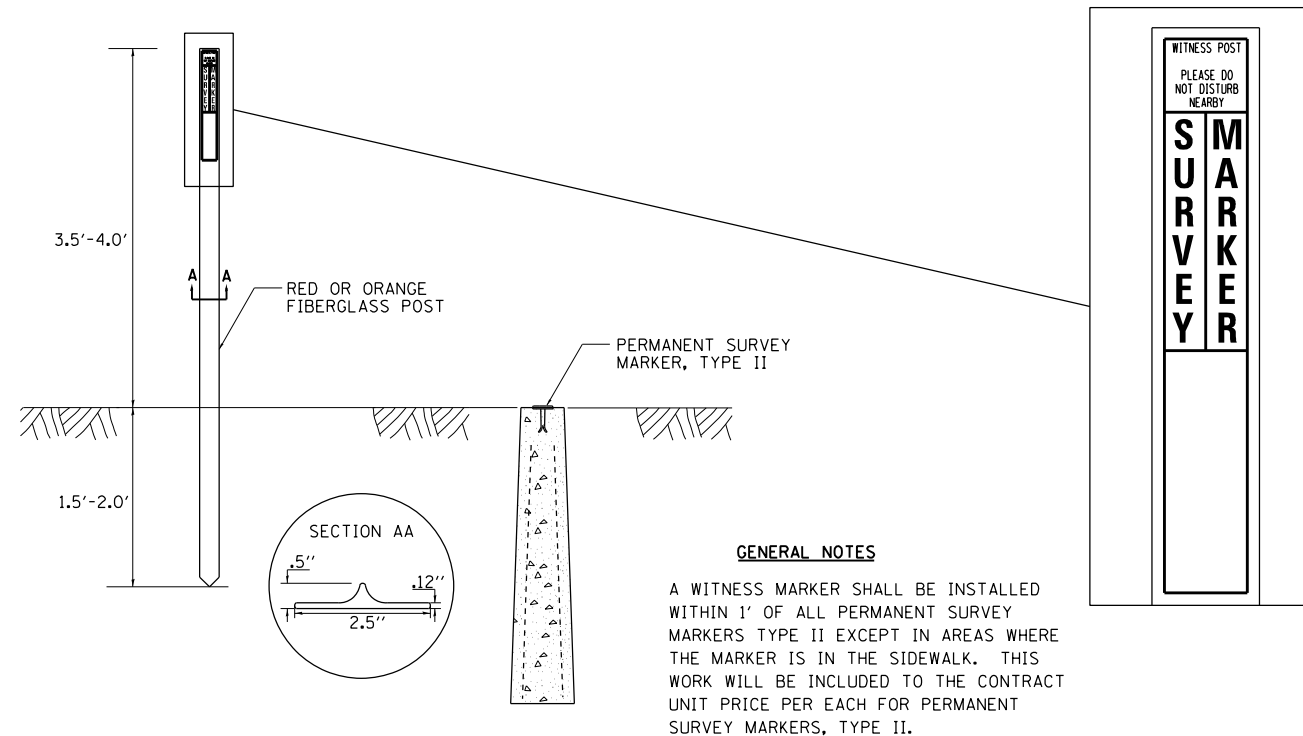 WITNESS POST
PLEASE DO
NOT DISTURB
NEARBY
SURVEY
MARKER
SURVEY
MARKER
3.5'-4.0'
A A
RED OR ORANGE
FIBERGLASS POST
PERMANENT SURVEY
MARKER, TYPE II
1.5'-2.0'
SECTION AA
.5''
.12''
2.5''
GENERAL NOTES
A WITNESS MARKER SHALL BE INSTALLED
WITHIN 1' OF ALL PERMANENT SURVEY
MARKERS TYPE II EXCEPT IN AREAS WHERE
THE MARKER IS IN THE SIDEWALK. THIS
WORK WILL BE INCLUDED TO THE CONTRACT
UNIT PRICE PER EACH FOR PERMANENT
SURVEY MARKERS, TYPE II.